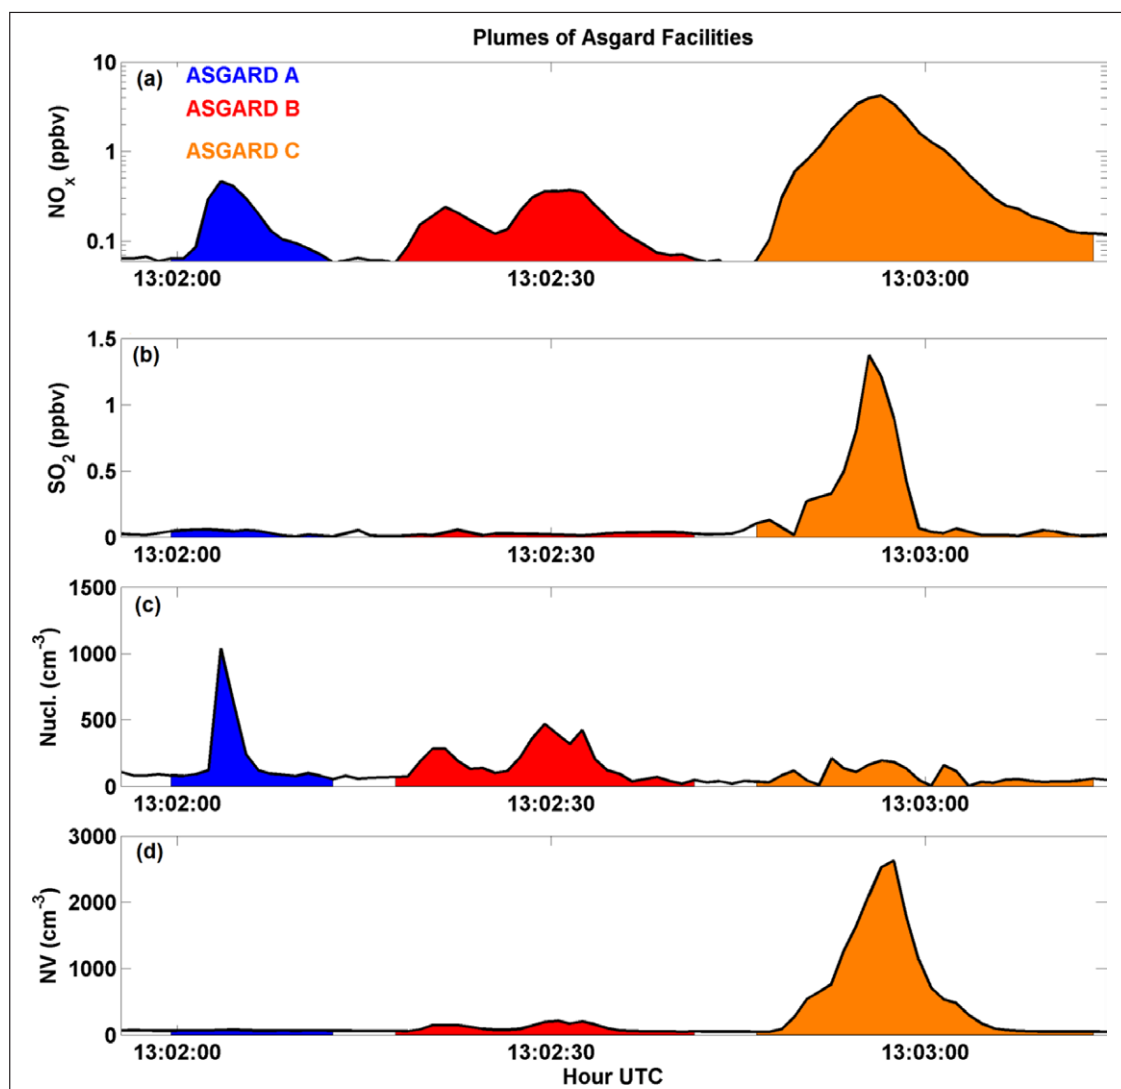 Plumes of Asgard Facilities
(a)
ASGARD A
ASGARD B
ASGARD C
NOx (ppbv)
10
1
0.1
13:02:00 13:02:30 13:03:00
(b)
SO2 (ppbv)
1.5
1
0.5
0
13:02:00 13:02:30 13:03:00
(c)
Nucl. (cm-3)
1500
1000
500
0
13:02:00 13:02:30 13:03:00
(d)
NV (cm-3)
3000
2000
1000
0
13:02:00 13:02:30 13:03:00
Hour UTC